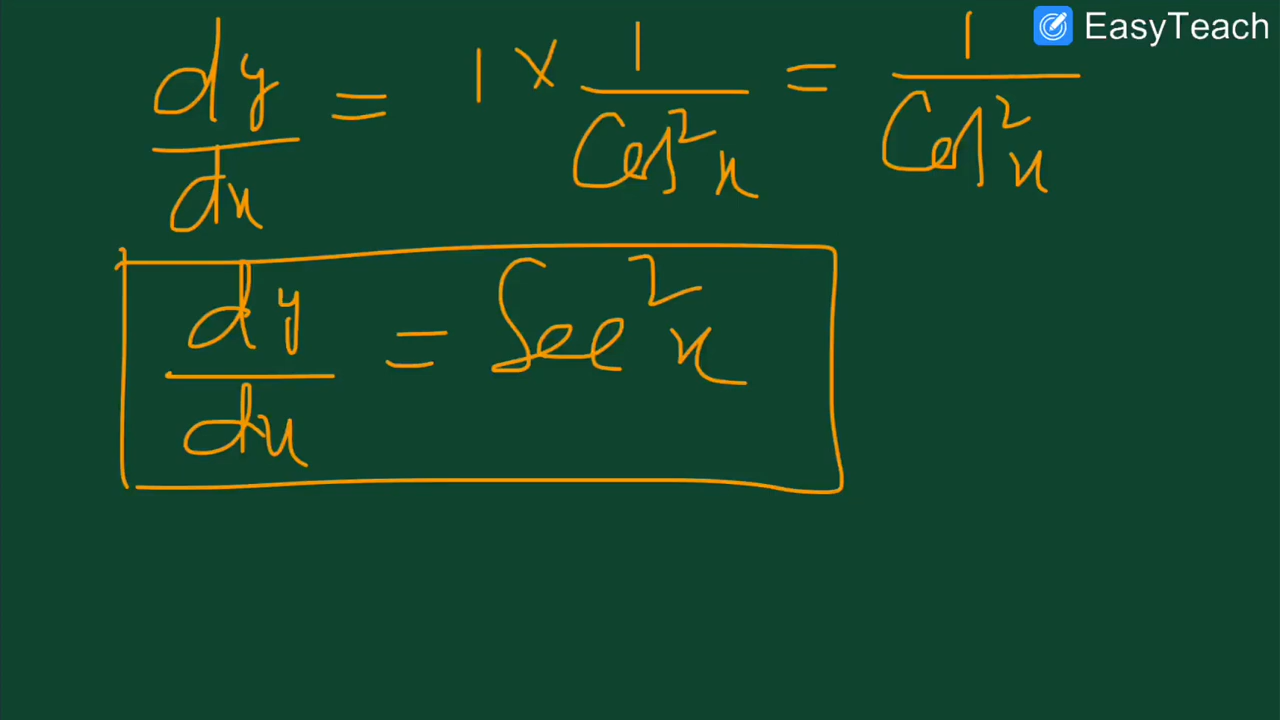 EasyTeach
dy/dx = 1 × 1/Cos²x = 1/Cos²x
dy/dx = Sec²x